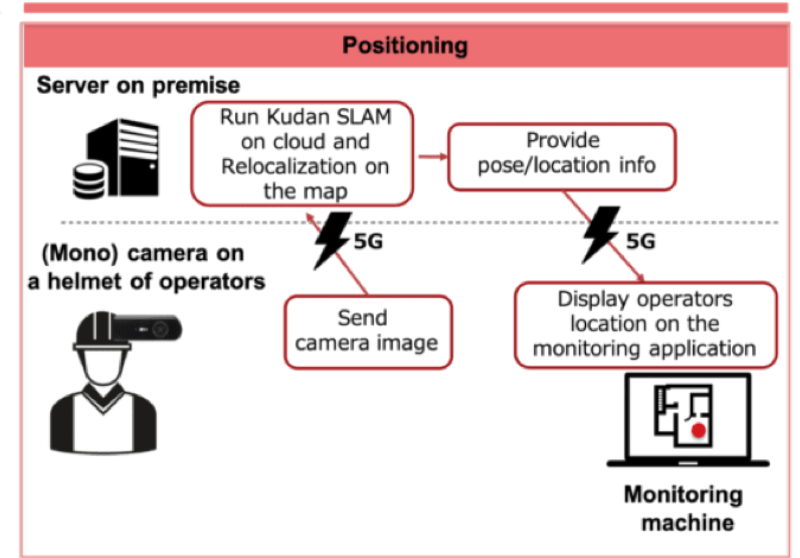 Positioning
Server on premise
Run Kudan SLAM
on cloud and
Relocalization on
the map
Provide
pose/location info
5G
5G
(Mono) camera on
a helmet of operators
Send
camera image
Display operators
location on the
monitoring application
Monitoring
machine